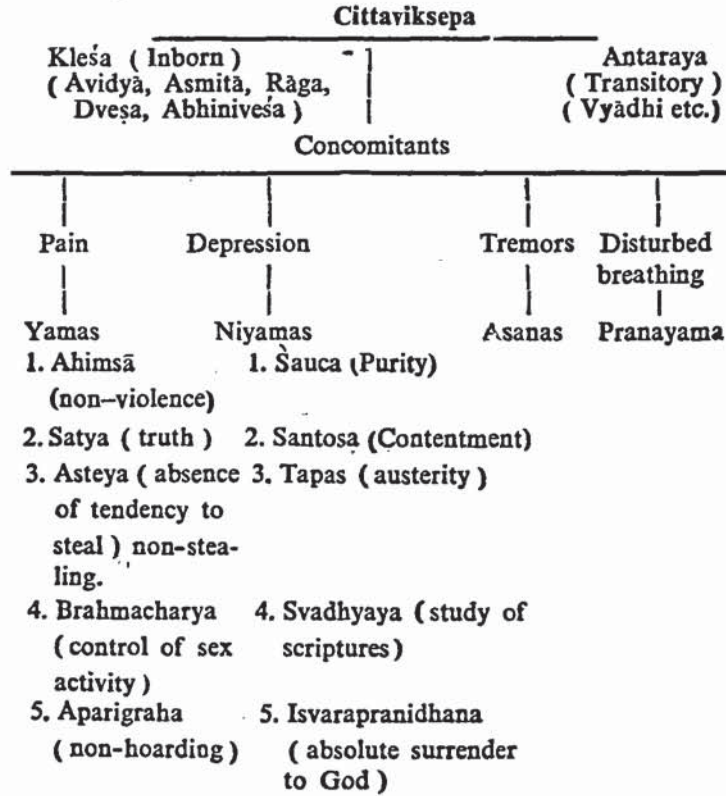 Cittaviksepa
Kleśa ( Inborn ) Antaraya
( Avidyà, Asmitā, Ràga, ( Transitory )
Dveṣa, Abhiniveśa ) ( Vyādhi etc.)
Concomitants
Pain Depression Tremors Disturbed
breathing
Yamas Niyamas Asanas Pranayama
1. Ahimsā 1. S̀auca (Purity)
(non–violence)
2. Satya ( truth ) 2. Santoṣa (Contentment)
3. Asteya ( absence 3. Tapas ( austerity )
of tendency to
steal ) non-stea-
ling.
4. Brahmacharya 4. Svadhyaya ( study of
( control of sex scriptures )
activity )
5. Aparigraha 5. Isvarapranidhana
( non-hoarding ) ( absolute surrender
to God )